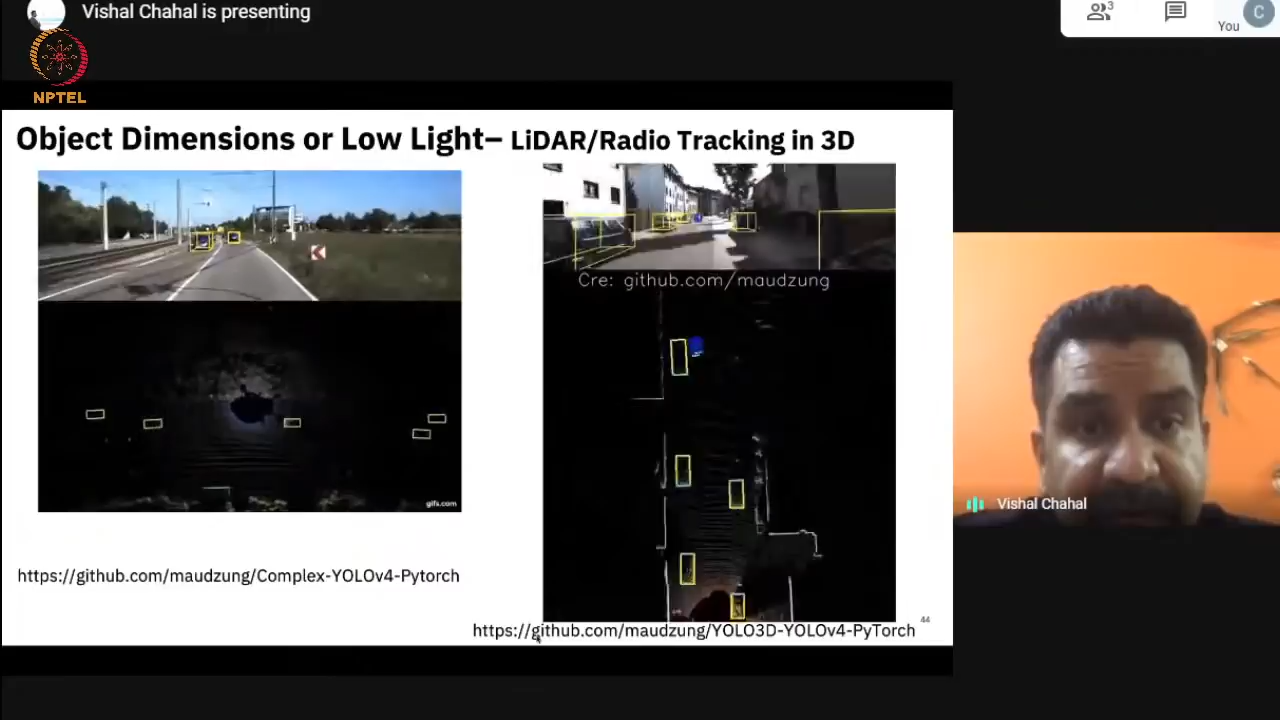 Vishal Chahal is presenting
3
C
You
NPTEL
Object Dimensions or Low Light– LiDAR/Radio Tracking in 3D
Cre: github.com/maudzung
gifs.com
Vishal Chahal
https://github.com/maudzung/Complex-YOLOv4-Pytorch
44
https://github.com/maudzung/YOLO3D-YOLOv4-PyTorch